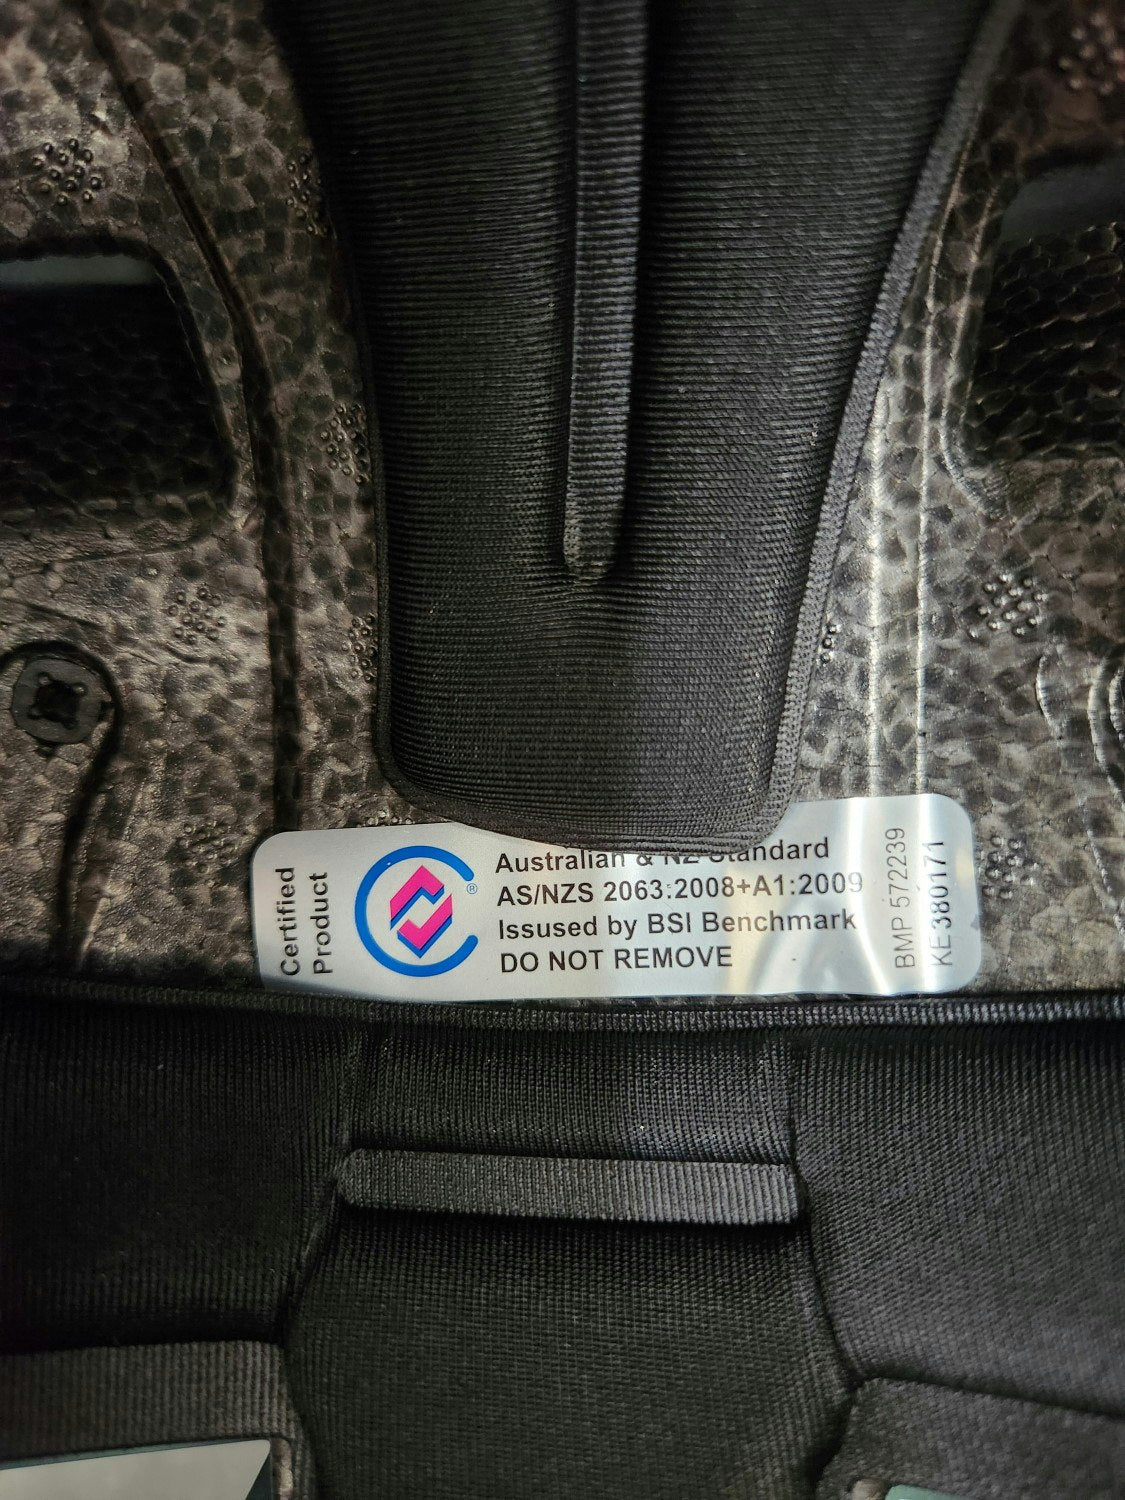 Certified
Product
®
Australian & NZ Standard
AS/NZS 2063:2008+A1:2009
Issused by BSI Benchmark
DO NOT REMOVE
BMP 572239
KE 380171